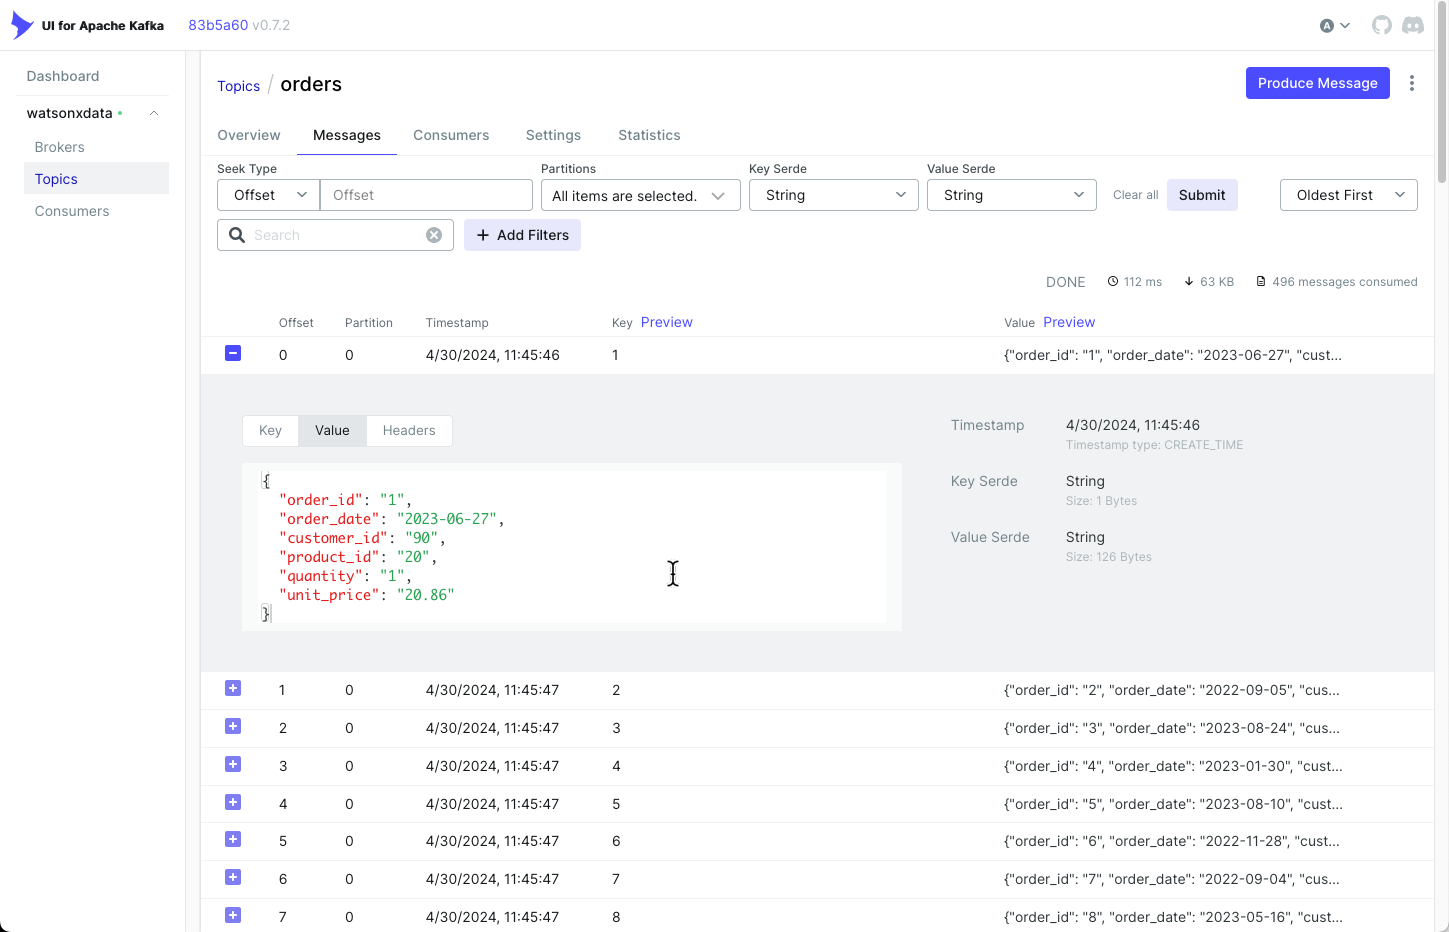 UI for Apache Kafka 83b5a60 v0.7.2 A
Dashboard
watsonxdata
Brokers
Topics
Consumers
Topics / orders
Produce Message
Overview Messages Consumers Settings Statistics
Seek Type Partitions Key Serde Value Serde
Offset Offset All items are selected. String String Clear all Submit Oldest First
Search + Add Filters
DONE 112 ms 63 KB 496 messages consumed
Offset Partition Timestamp Key Preview Value Preview
0 0 4/30/2024, 11:45:46 1 {"order_id": "1", "order_date": "2023-06-27", "cust...
Key Value Headers
{
"order_id": "1",
"order_date": "2023-06-27",
"customer_id": "90",
"product_id": "20",
"quantity": "1",
"unit_price": "20.86"
}
Timestamp 4/30/2024, 11:45:46
Timestamp type: CREATE_TIME
Key Serde String
Size: 1 Bytes
Value Serde String
Size: 126 Bytes
1 0 4/30/2024, 11:45:47 2 {"order_id": "2", "order_date": "2022-09-05", "cus...
2 0 4/30/2024, 11:45:47 3 {"order_id": "3", "order_date": "2023-08-24", "cus...
3 0 4/30/2024, 11:45:47 4 {"order_id": "4", "order_date": "2023-01-30", "cust...
4 0 4/30/2024, 11:45:47 5 {"order_id": "5", "order_date": "2023-08-10", "cus...
5 0 4/30/2024, 11:45:47 6 {"order_id": "6", "order_date": "2022-11-28", "cust...
6 0 4/30/2024, 11:45:47 7 {"order_id": "7", "order_date": "2022-09-04", "cus...
7 0 4/30/2024, 11:45:47 8 {"order_id": "8", "order_date": "2023-05-16", "cust...